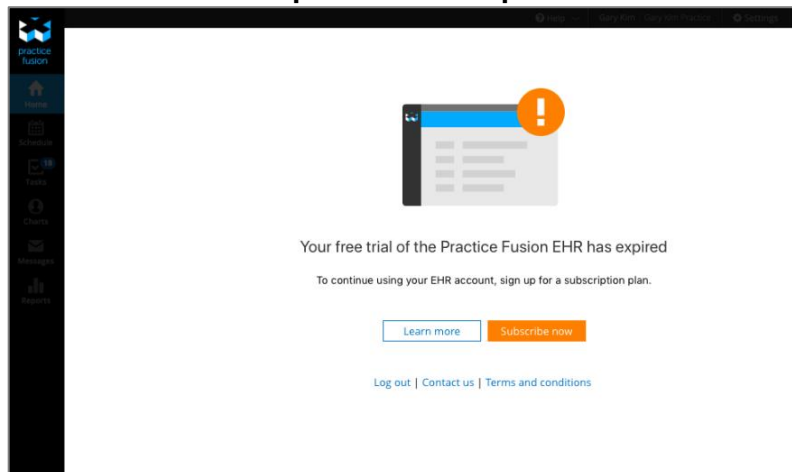 Help
Gary Kim | Gary Kim Practice
Settings
practice
fusion
Home
Schedule
Tasks
19
Charts
Messages
Reports
!
Your free trial of the Practice Fusion EHR has expired
To continue using your EHR account, sign up for a subscription plan.
Learn more
Subscribe now
Log out | Contact us | Terms and conditions